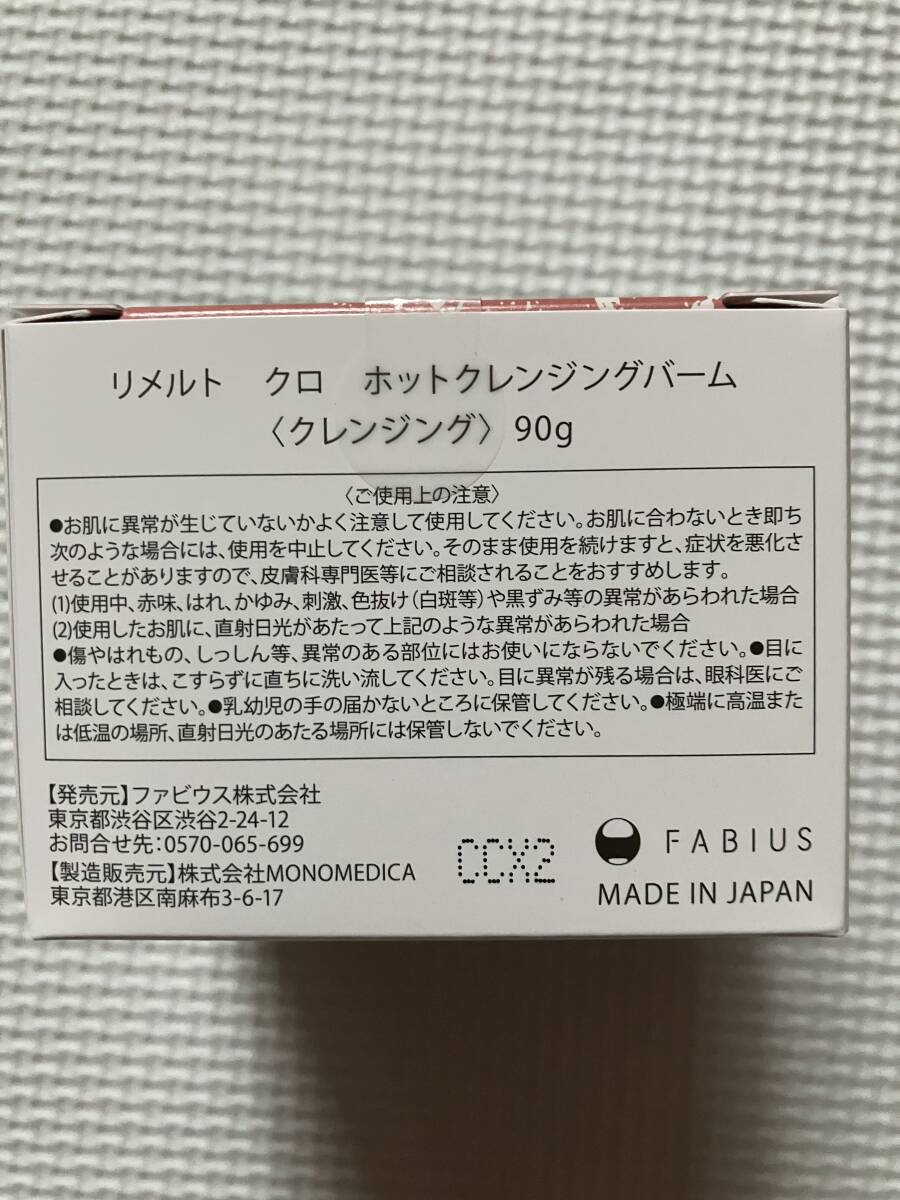 リメルト　クロ　ホットクレンジングバーム
〈クレンジング〉 90g
〈ご使用上の注意〉
●お肌に異常が生じていないかよく注意して使用してください。お肌に合わないとき即ち
次のような場合には、使用を中止してください。そのまま使用を続けますと、症状を悪化さ
せることがありますので、皮膚科専門医等にご相談されることをおすすめします。
(1)使用中、赤味、はれ、かゆみ、刺激、色抜け(白斑等)や黒ずみ等の異常があらわれた場合
(2)使用したお肌に、直射日光があたって上記のような異常があらわれた場合
●傷やはれもの、しっしん等、異常のある部位にはお使いにならないでください。●目に
入ったときは、こすらずに直ちに洗い流してください。目に異常が残る場合は、眼科医にご
相談してください。●乳幼児の手の届かないところに保管してください。●極端に高温また
は低温の場所、直射日光のあたる場所には保管しないでください。
【発売元】ファビウス株式会社
東京都渋谷区渋谷2-24-12
お問合せ先:0570-065-699
【製造販売元】株式会社MONOMEDICA
東京都港区南麻布3-6-17
CCX2
FABIUS
MADE IN JAPAN